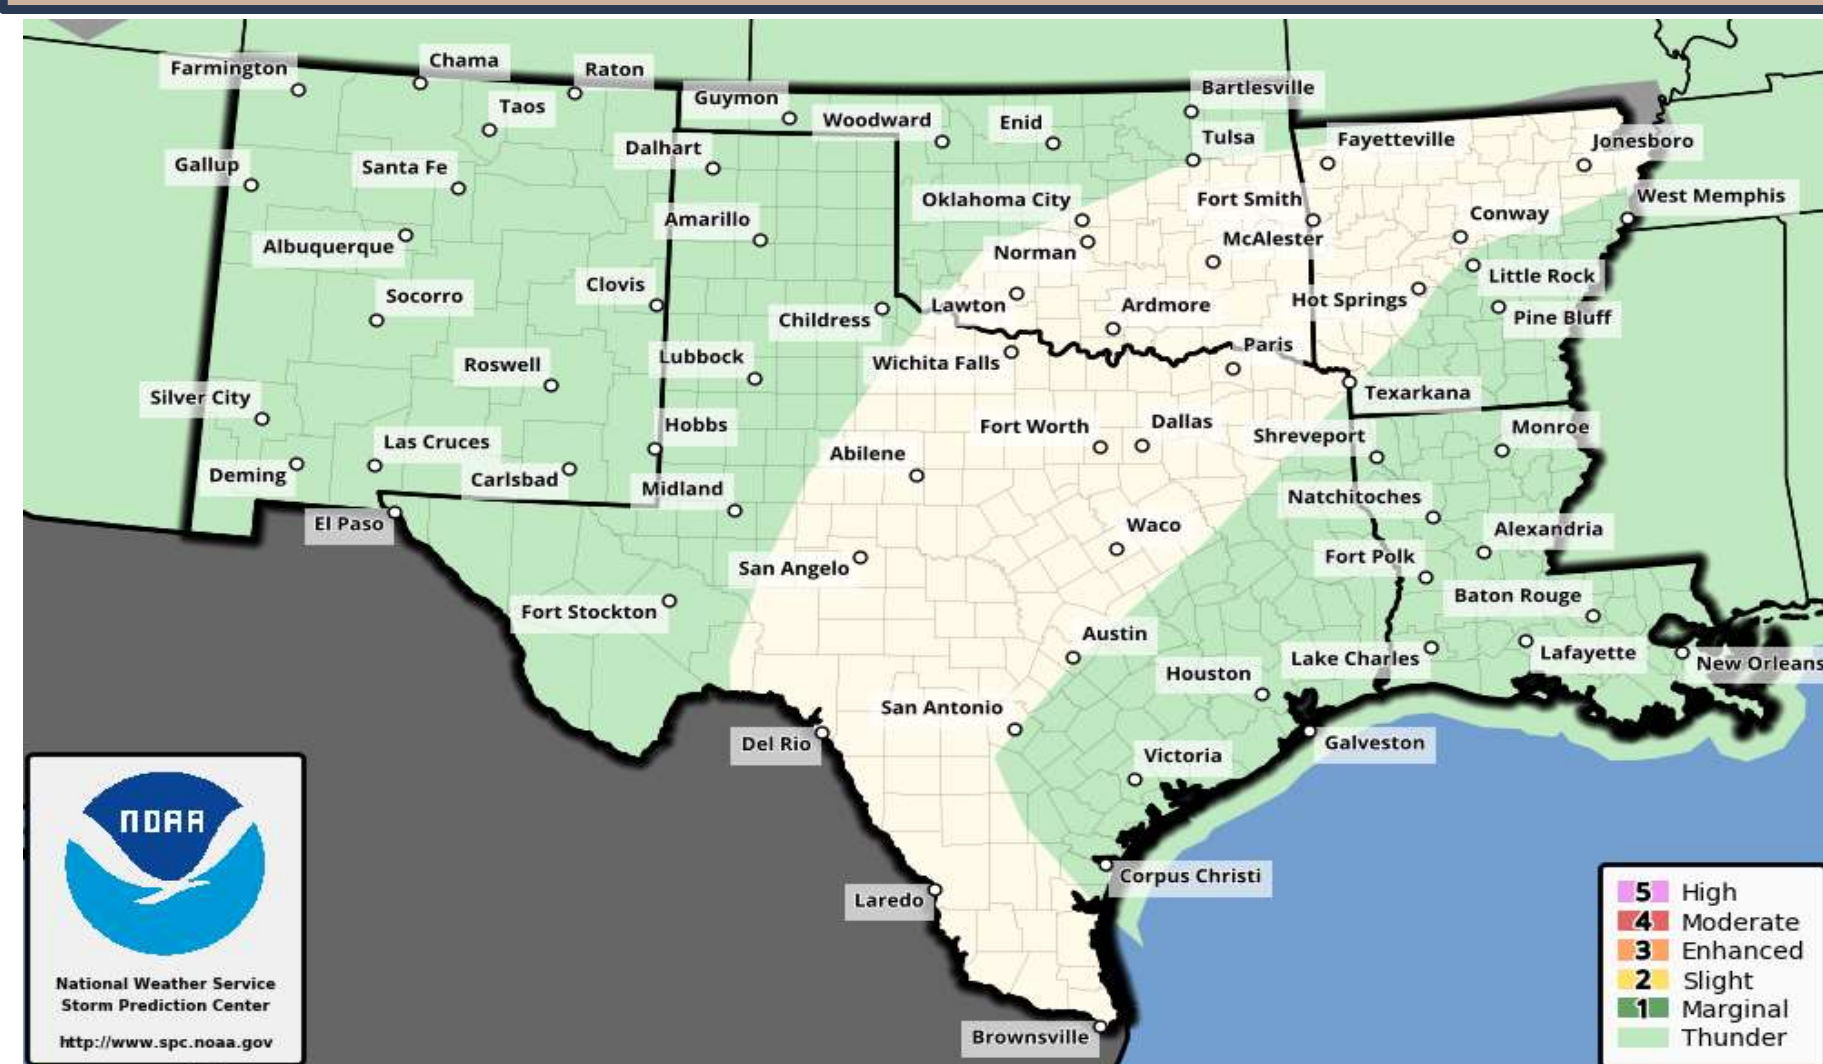 Farmington
Chama
Raton
Taos
Guymon
Woodward
Enid
Bartlesville
Tulsa
Fayetteville
Jonesboro
Gallup
Santa Fe
Dalhart
Amarillo
Oklahoma City
Fort Smith
Conway
West Memphis
Albuquerque
Norman
McAlester
Socorro
Clovis
Childress
Lawton
Ardmore
Hot Springs
Little Rock
Pine Bluff
Roswell
Lubbock
Wichita Falls
Paris
Texarkana
Silver City
Hobbs
Fort Worth
Dallas
Shreveport
Monroe
Las Cruces
Abilene
Deming
Carlsbad
Midland
Natchitoches
El Paso
Waco
Alexandria
San Angelo
Fort Polk
Fort Stockton
Baton Rouge
Austin
Houston
Lake Charles
Lafayette
New Orleans
San Antonio
Del Rio
Victoria
Galveston
Corpus Christi
Laredo
Brownsville
NOAA
National Weather Service
Storm Prediction Center
http://www.spc.noaa.gov
5 High
4 Moderate
3 Enhanced
2 Slight
1 Marginal
Thunder